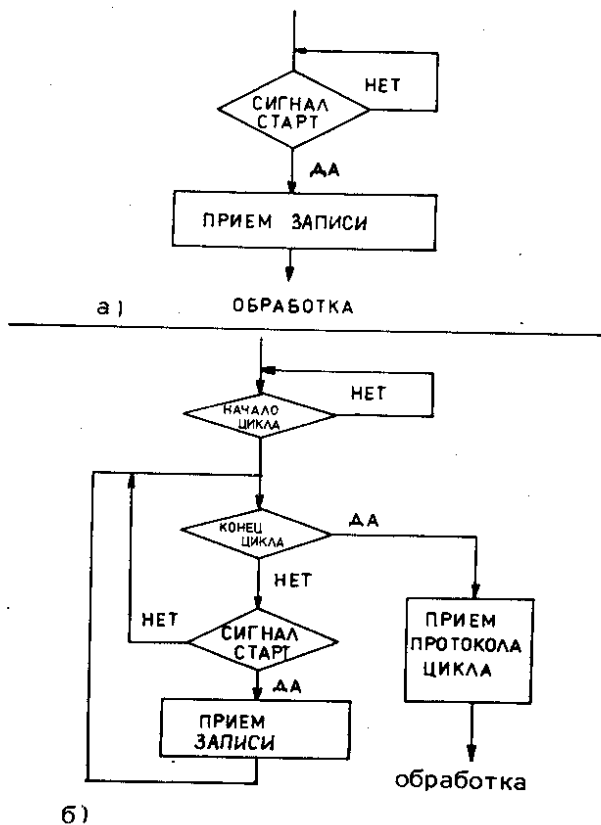 НЕТ
СИГНАЛ
СТАРТ
ДА
ПРИЕМ ЗАПИСИ
а) ОБРАБОТКА
НЕТ
НАЧАЛО
ЦИКЛА
ДА
КОНЕЦ
ЦИКЛА
НЕТ
НЕТ
СИГНАЛ
СТАРТ
ПРИЕМ
ПРОТОКОЛА
ЦИКЛА
ДА
ПРИЕМ
ЗАПИСИ
обработка
б)